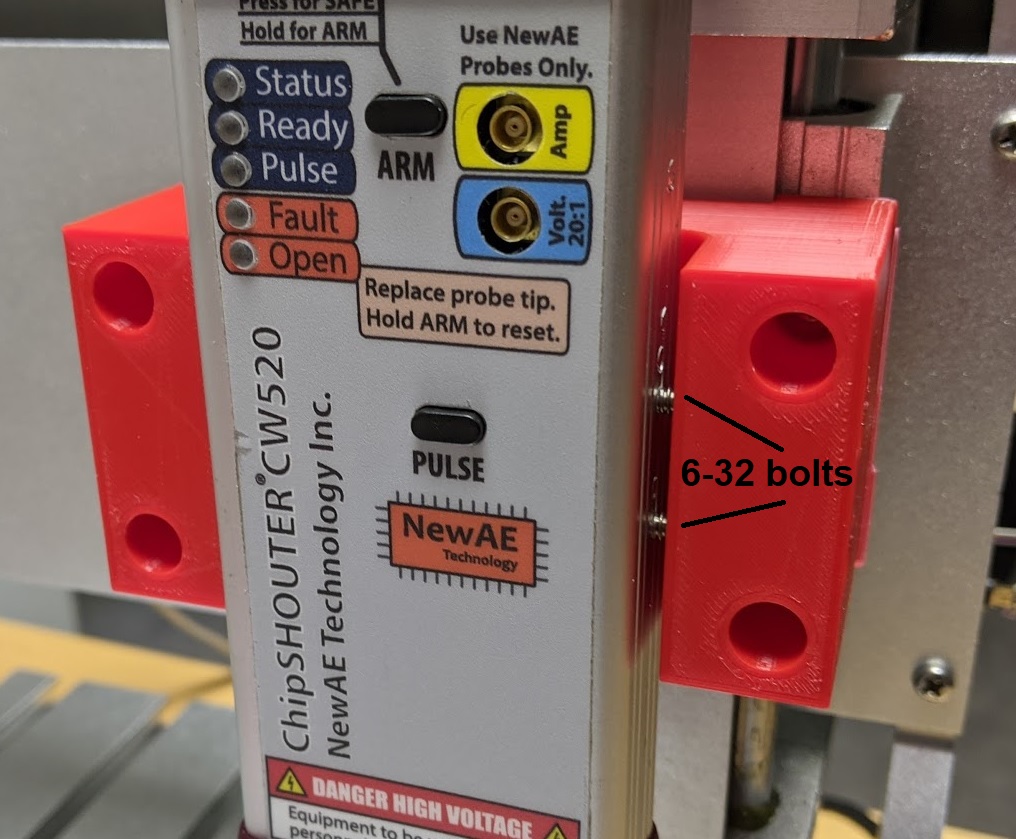 Press for SAFE
Hold for ARM
Use NewAE
Probes Only.
Status
Ready
Pulse
Fault
Open
ARM
Amp
Volt.
20:1
Replace probe tip.
Hold ARM to reset.
PULSE
6-32 bolts
NewAE
Technology
ChipSHOUTER® CW520
NewAE Technology Inc.
DANGER HIGH VOLTAGE
Equipment to be